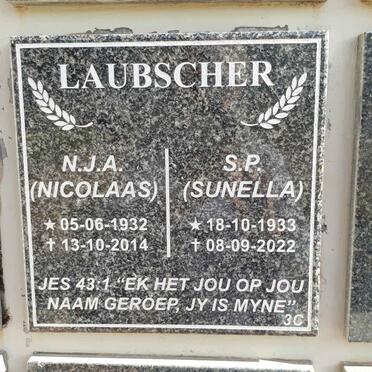 LAUBSCHER
N.J.A. S.P.
(NICOLAAS) (SUNELLA)
★ 05-06-1932 ★ 18-10-1933
✝ 13-10-2014 ✝ 08-09-2022
JES 43:1 "EK HET JOU OP JOU
NAAM GEROEP, JY IS MYNE"
3C